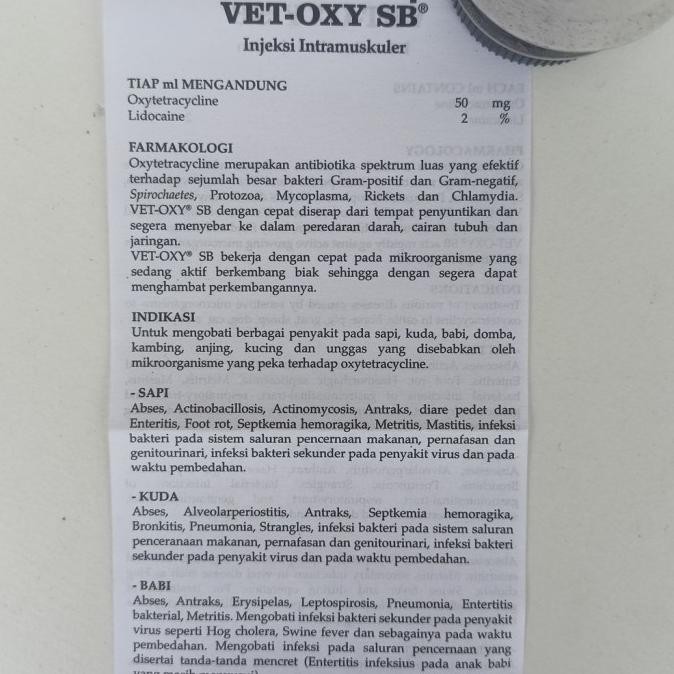 VET-OXY SB®
Injeksi Intramuskuler
TIAP ml MENGANDUNG
Oxytetracycline 50 mg
Lidocaine 2 %
FARMAKOLOGI
Oxytetracycline merupakan antibiotika spektrum luas yang efektif
terhadap sejumlah besar bakteri Gram-positif dan Gram-negatif,
Spirochaetes, Protozoa, Mycoplasma, Rickets dan Chlamydia.
VET-OXY® SB dengan cepat diserap dari tempat penyuntikan dan
segera menyebar ke dalam peredaran darah, cairan tubuh dan
jaringan.
VET-OXY® SB bekerja dengan cepat pada mikroorganisme yang
sedang aktif berkembang biak sehingga dengan segera dapat
menghambat perkembangannya.
INDIKASI
Untuk mengobati berbagai penyakit pada sapi, kuda, babi, domba,
kambing, anjing, kucing dan unggas yang disebabkan oleh
mikroorganisme yang peka terhadap oxytetracycline.
- SAPI
Abses, Actinobacillosis, Actinomycosis, Antraks, diare pedet dan
Enteritis, Foot rot, Septkemia hemoragika, Metritis, Mastitis, infeksi
bakteri pada sistem saluran pencernaan makanan, pernafasan dan
genitourinari, infeksi bakteri sekunder pada penyakit virus dan pada
waktu pembedahan.
- KUDA
Abses, Alveolarperiostitis, Antraks, Septkemia hemoragika,
Bronkitis, Pneumonia, Strangles, infeksi bakteri pada sistem saluran
penceranaan makanan, pernafasan dan genitourinari, infeksi bakteri
sekunder pada penyakit virus dan pada waktu pembedahan.
- BABI
Abses, Antraks, Erysipelas, Leptospirosis, Pneumonia, Entertitis
bakterial, Metritis. Mengobati infeksi bakteri sekunder pada penyakit
virus seperti Hog cholera, Swine fever dan sebagainya pada waktu
pembedahan. Mengobati infeksi pada saluran pencernaan yang
disertai tanda-tanda mencret (Entertitis infeksius pada anak babi